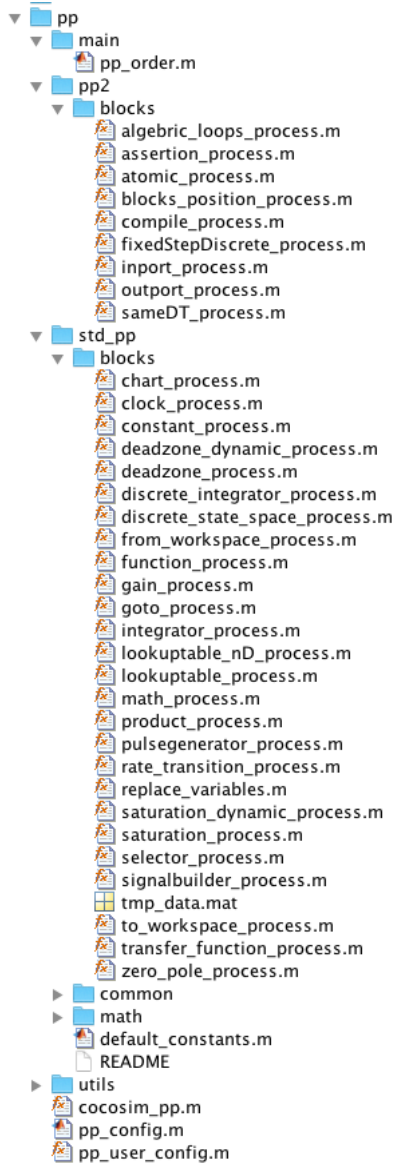 pp
main
pp_order.m
pp2
blocks
algebric_loops_process.m
assertion_process.m
atomic_process.m
blocks_position_process.m
compile_process.m
fixedStepDiscrete_process.m
inport_process.m
outport_process.m
sameDT_process.m
std_pp
blocks
chart_process.m
clock_process.m
constant_process.m
deadzone_dynamic_process.m
deadzone_process.m
discrete_integrator_process.m
discrete_state_space_process.m
from_workspace_process.m
function_process.m
gain_process.m
goto_process.m
integrator_process.m
lookuptable_nD_process.m
lookuptable_process.m
math_process.m
product_process.m
pulsegenerator_process.m
rate_transition_process.m
replace_variables.m
saturation_dynamic_process.m
saturation_process.m
selector_process.m
signalbuilder_process.m
tmp_data.mat
to_workspace_process.m
transfer_function_process.m
zero_pole_process.m
common
math
default_constants.m
README
utils
cocosim_pp.m
pp_config.m
pp_user_config.m